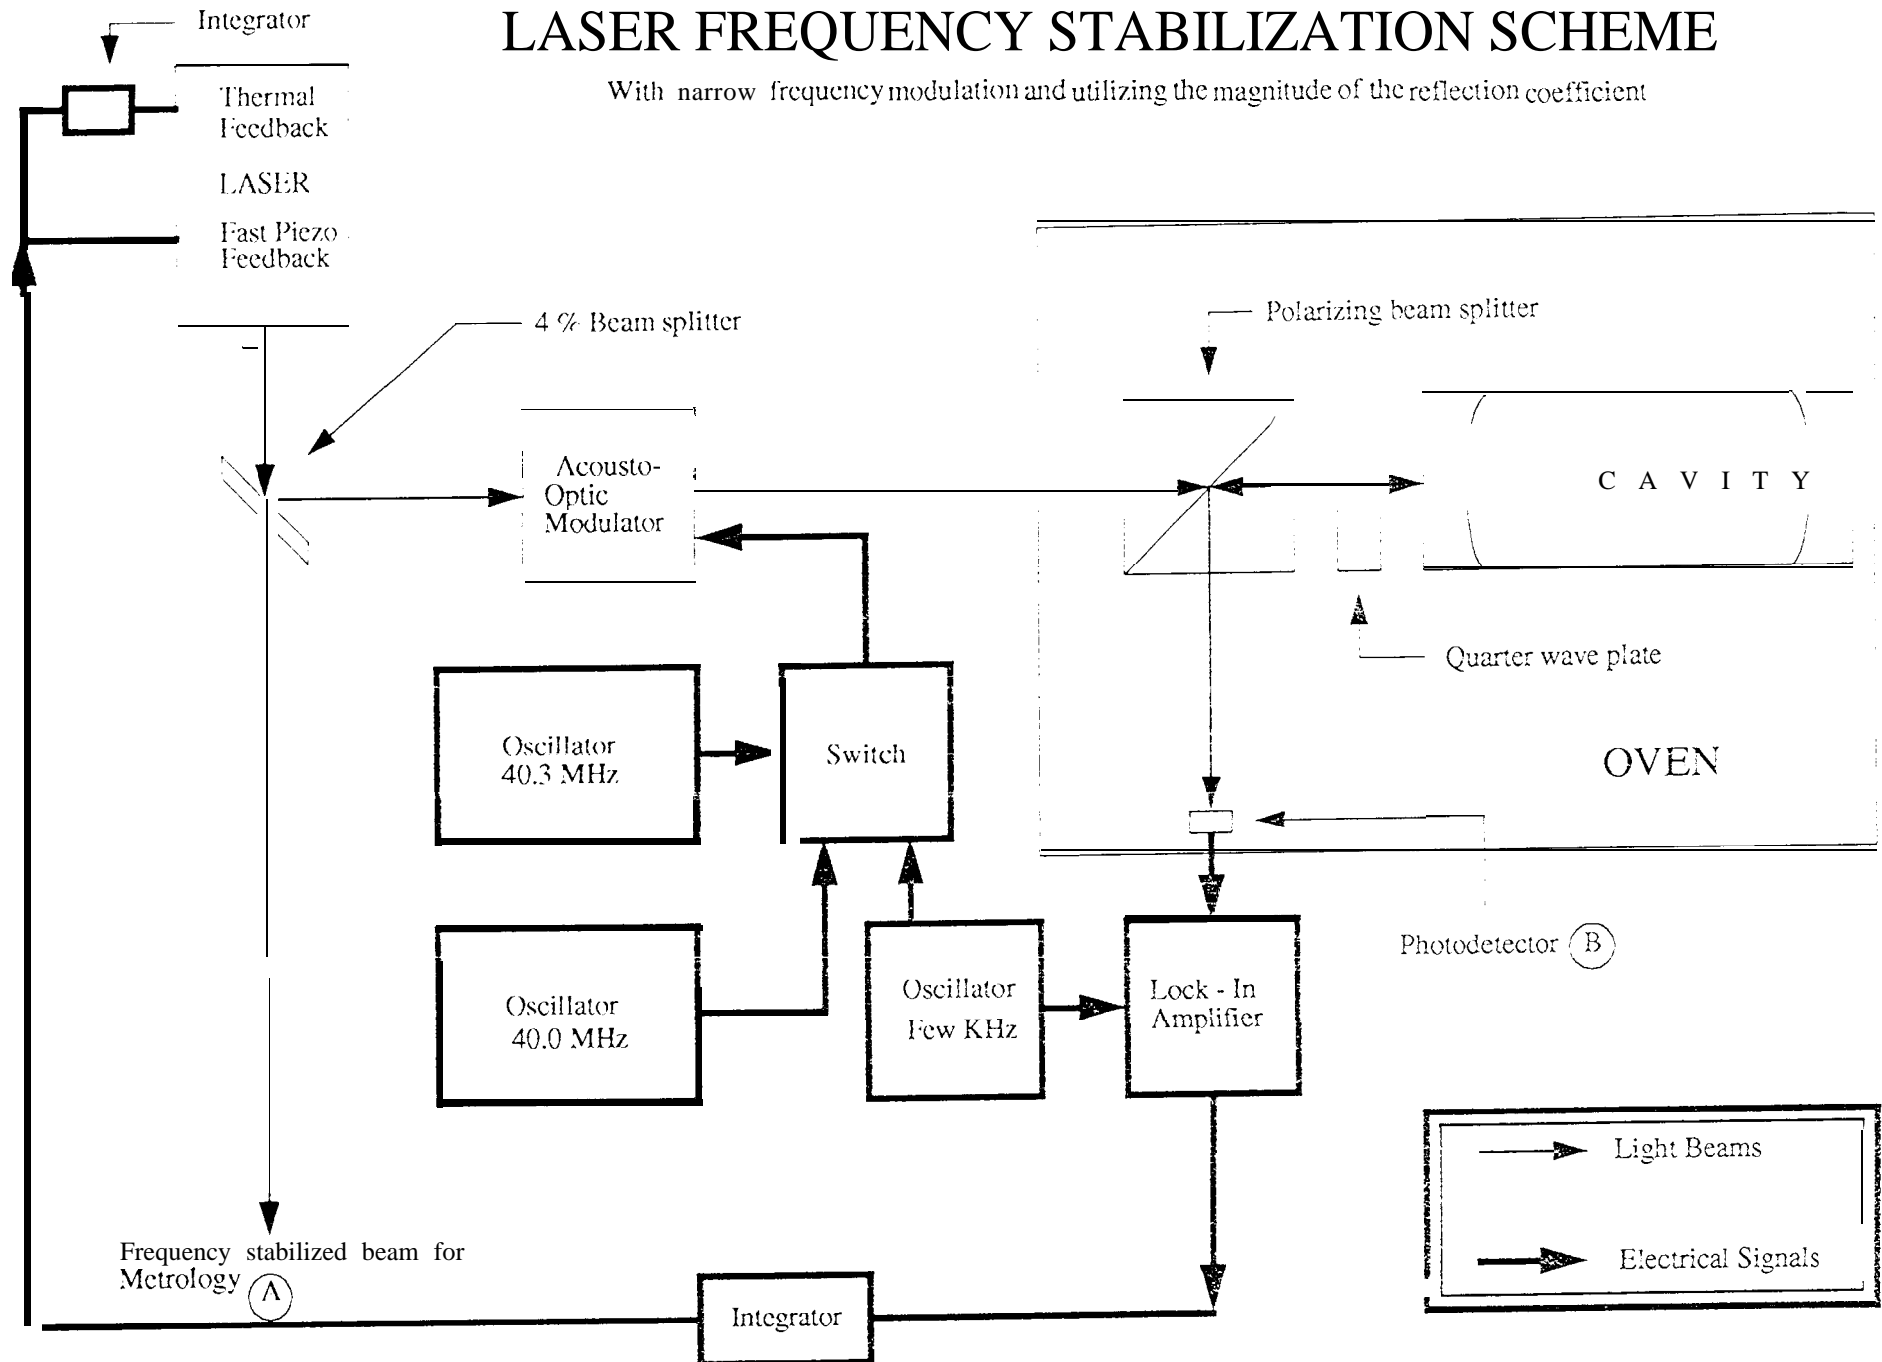 LASER FREQUENCY STABILIZATION SCHEME
With narrow frequency modulation and utilizing the magnitude of the reflection coefficient
Integrator
Thermal
Feedback
LASER
Fast Piezo
Feedback
4 % Beam splitter
Polarizing beam splitter
Acousto-
Optic
Modulator
CAVITY
Quarter wave plate
Oscillator
40.3 MHz
Switch
OVEN
Photodetector B
Oscillator
40.0 MHz
Oscillator
Few KHz
Lock - In
Amplifier
Light Beams
Electrical Signals
Frequency stabilized beam for
Metrology A
Integrator